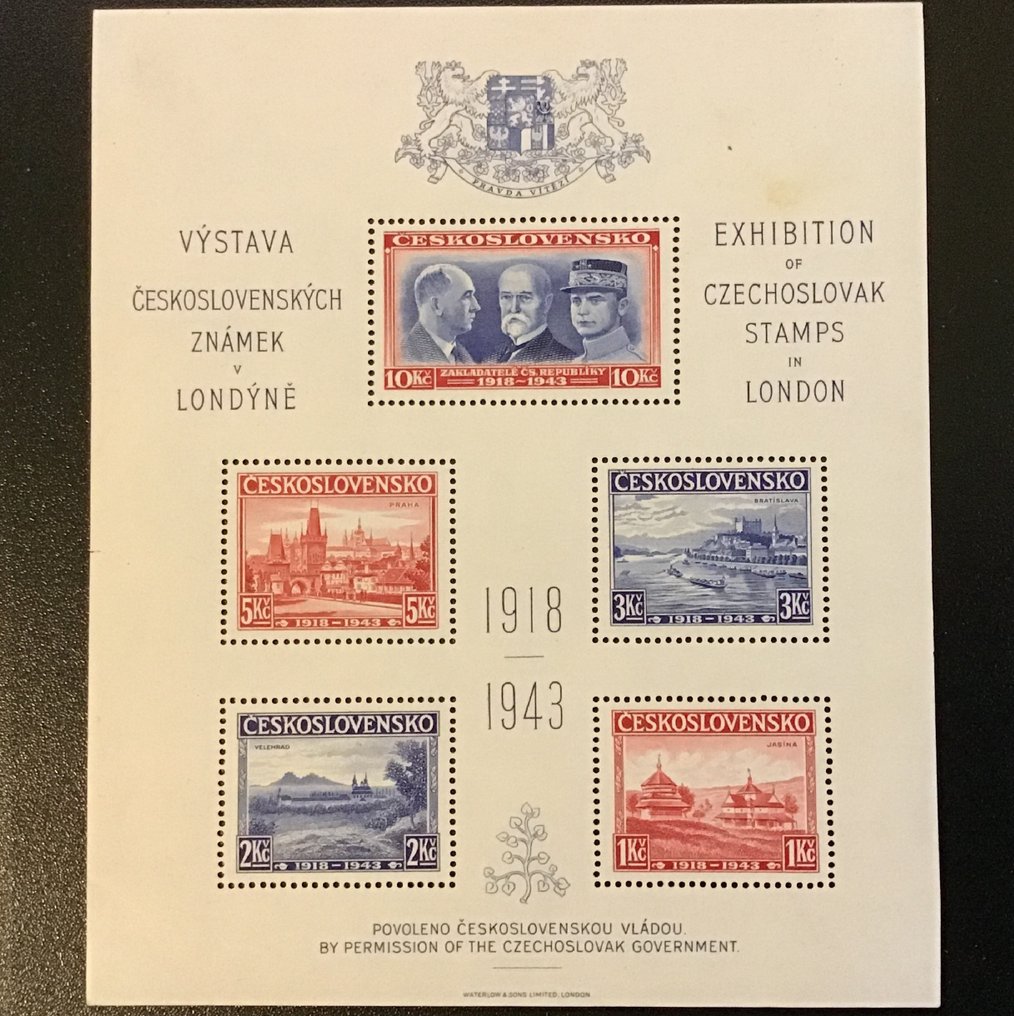 PRAVDA VÍTĚZÍ
VÝSTAVA
ČESKOSLOVENSKÝCH
ZNÁMEK
V
LONDÝNĚ
ČESKOSLOVENSKO
10Kč
ZAKLADATELÉ ČS. REPUBLIKY
1918~1943
10Kč
EXHIBITION
OF
CZECHOSLOVAK
STAMPS
IN
LONDON
ČESKOSLOVENSKO
PRAHA
5Kč
1918-1943
5Kč
ČESKOSLOVENSKO
BRATISLAVA
3Kč
1918-1943
3Kč
1918
1943
ČESKOSLOVENSKO
VELEHRAD
2Kč
1918-1943
2Kč
ČESKOSLOVENSKO
JASINA
1Kč
1918-1943
1Kč
POVOLENO ČESKOSLOVENSKOU VLÁDOU.
BY PERMISSION OF THE CZECHOSLOVAK GOVERNMENT.
WATERLOW & SONS LIMITED, LONDON